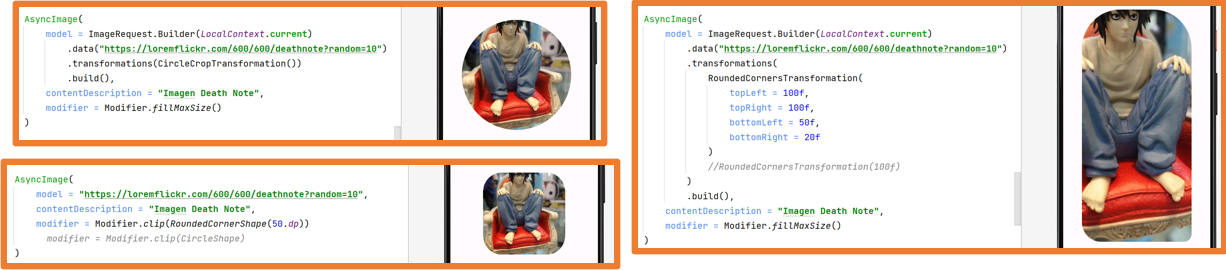 AsyncImage(
model = ImageRequest.Builder(LocalContext.current)
.data("https://loremflickr.com/600/600/deathnote?random=10")
.transformations(CircleCropTransformation())
.build(),
contentDescription = "Imagen Death Note",
modifier = Modifier.fillMaxSize()
)
AsyncImage(
model = "https://loremflickr.com/600/600/deathnote?random=10",
contentDescription = "Imagen Death Note",
modifier = Modifier.clip(RoundedCornerShape(50.dp))
modifier = Modifier.clip(CircleShape)
)
AsyncImage(
model = ImageRequest.Builder(LocalContext.current)
.data("https://loremflickr.com/600/600/deathnote?random=10")
.transformations(
RoundedCornersTransformation(
topLeft = 100f,
topRight = 100f,
bottomLeft = 50f,
bottomRight = 20f
)
//RoundedCornersTransformation(100f)
)
.build(),
contentDescription = "Imagen Death Note",
modifier = Modifier.fillMaxSize()
)